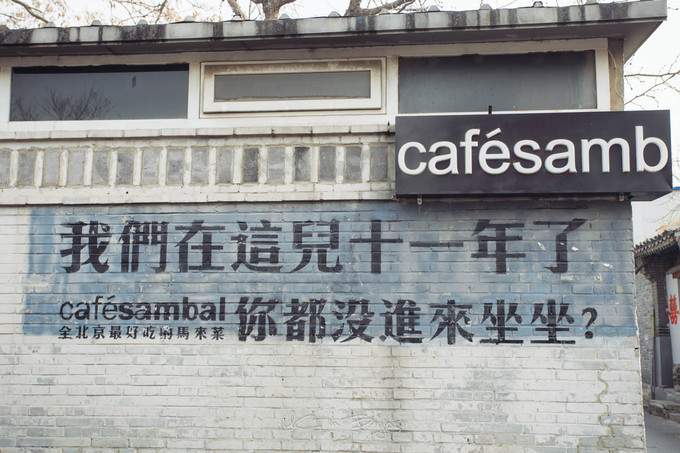 cafésamb
我們在這兒十一年了
cafésambal 你都没進來坐坐?
全北京最好吃的馬來菜